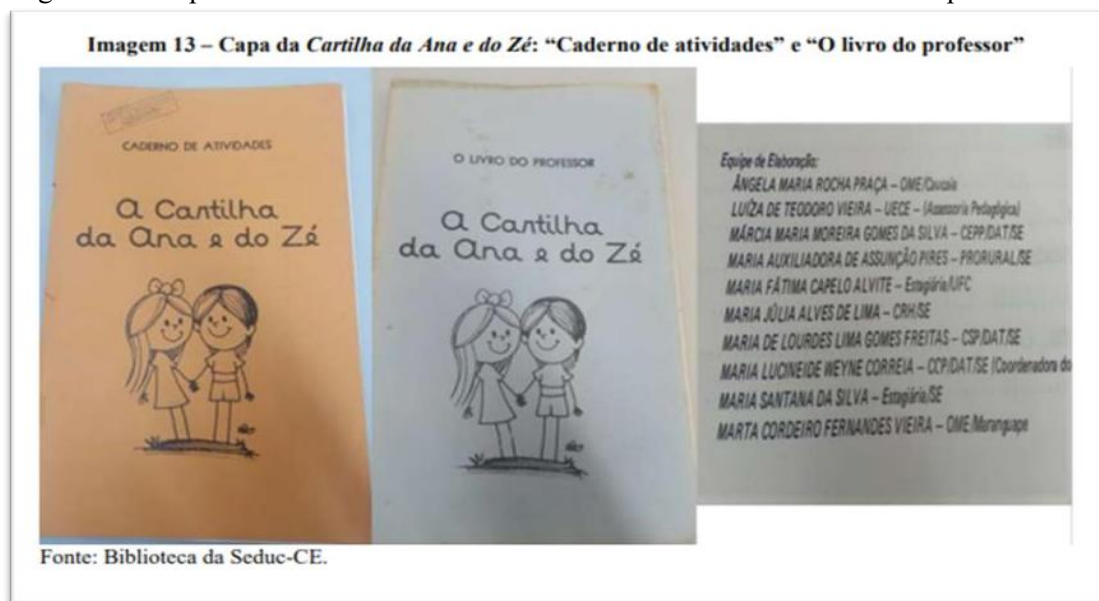 Imagem 13 – Capa da Cartilha da Ana e do Zé: “Caderno de atividades” e “O livro do professor”
CADERNO DE ATIVIDADES
A Cartilha
da Ana e do Zé
O LIVRO DO PROFESSOR
A Cartilha
da Ana e do Zé
Equipe de Elaboração:
ÂNGELA MARIA ROCHA PRAÇA – OME/Caucaia
LUÍZA DE TEODORO VIEIRA – UECE – (Assessoria Pedagógica)
MÁRCIA MARIA MOREIRA GOMES DA SILVA – CEPP/DAT/SE
MARIA AUXILIADORA DE ASSUNÇÃO PIRES – PRORURAL/SE
MARIA FÁTIMA CAPELO ALVITE – Estagiária/UFC
MARIA JÚLIA ALVES DE LIMA – CRH/SE
MARIA DE LOURDES LIMA GOMES FREITAS – CSP/DAT/SE
MARIA LUCINEIDE WEYNE CORREIA – CCP/DAT/SE (Coordenadora do
MARIA SANTANA DA SILVA – Estagiária/SE
MARTA CORDEIRO FERNANDES VIEIRA – OME/Maranguape
Fonte: Biblioteca da Seduc-CE.